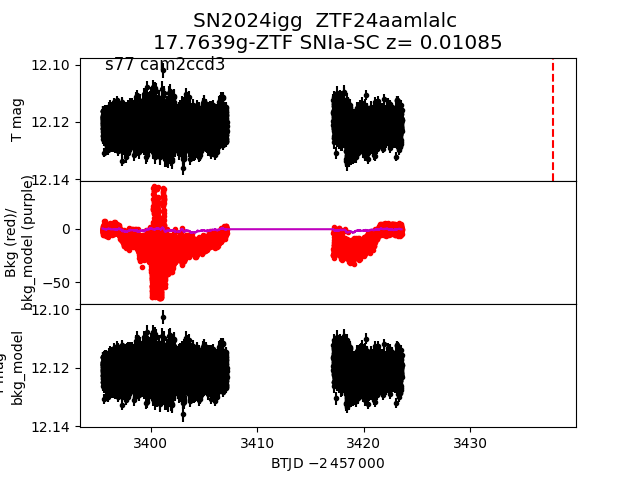 SN2024igg ZTF24aamlalc
17.7639g-ZTF SNIa-SC z= 0.01085
s77 cam2ccd3
12.10
12.12
12.14
T mag
0
−50
Bkg (red)/
bkg_model (purple)
12.10
12.12
12.14
mag
bkg_model
3400 3410 3420 3430
BTJD −2 457 000